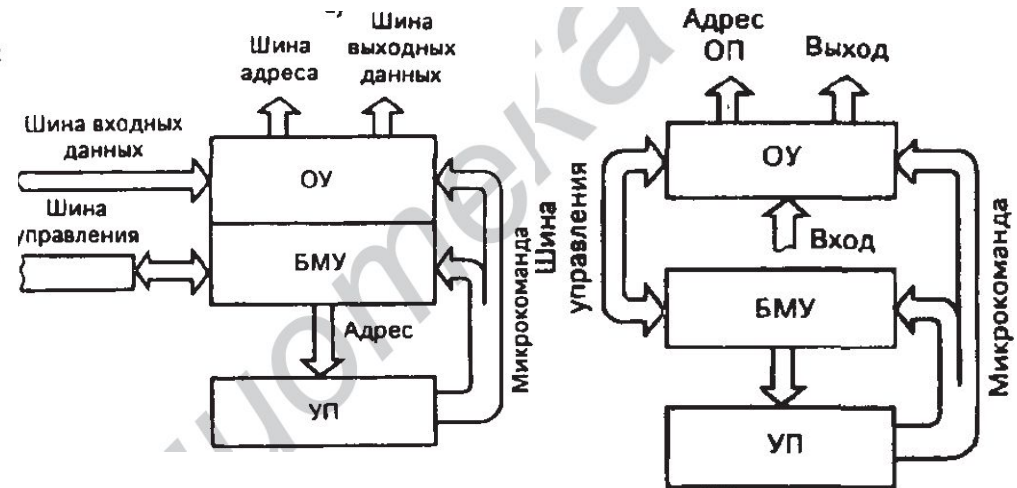 Шина
адреса
Шина
выходных
данных
Шина входных
данных
Шина
управления
ОУ
БМУ
Адрес
УП
Микрокоманда
Адрес
ОП
Выход
ОУ
Шина
управления
Вход
БМУ
УП
Микрокоманда